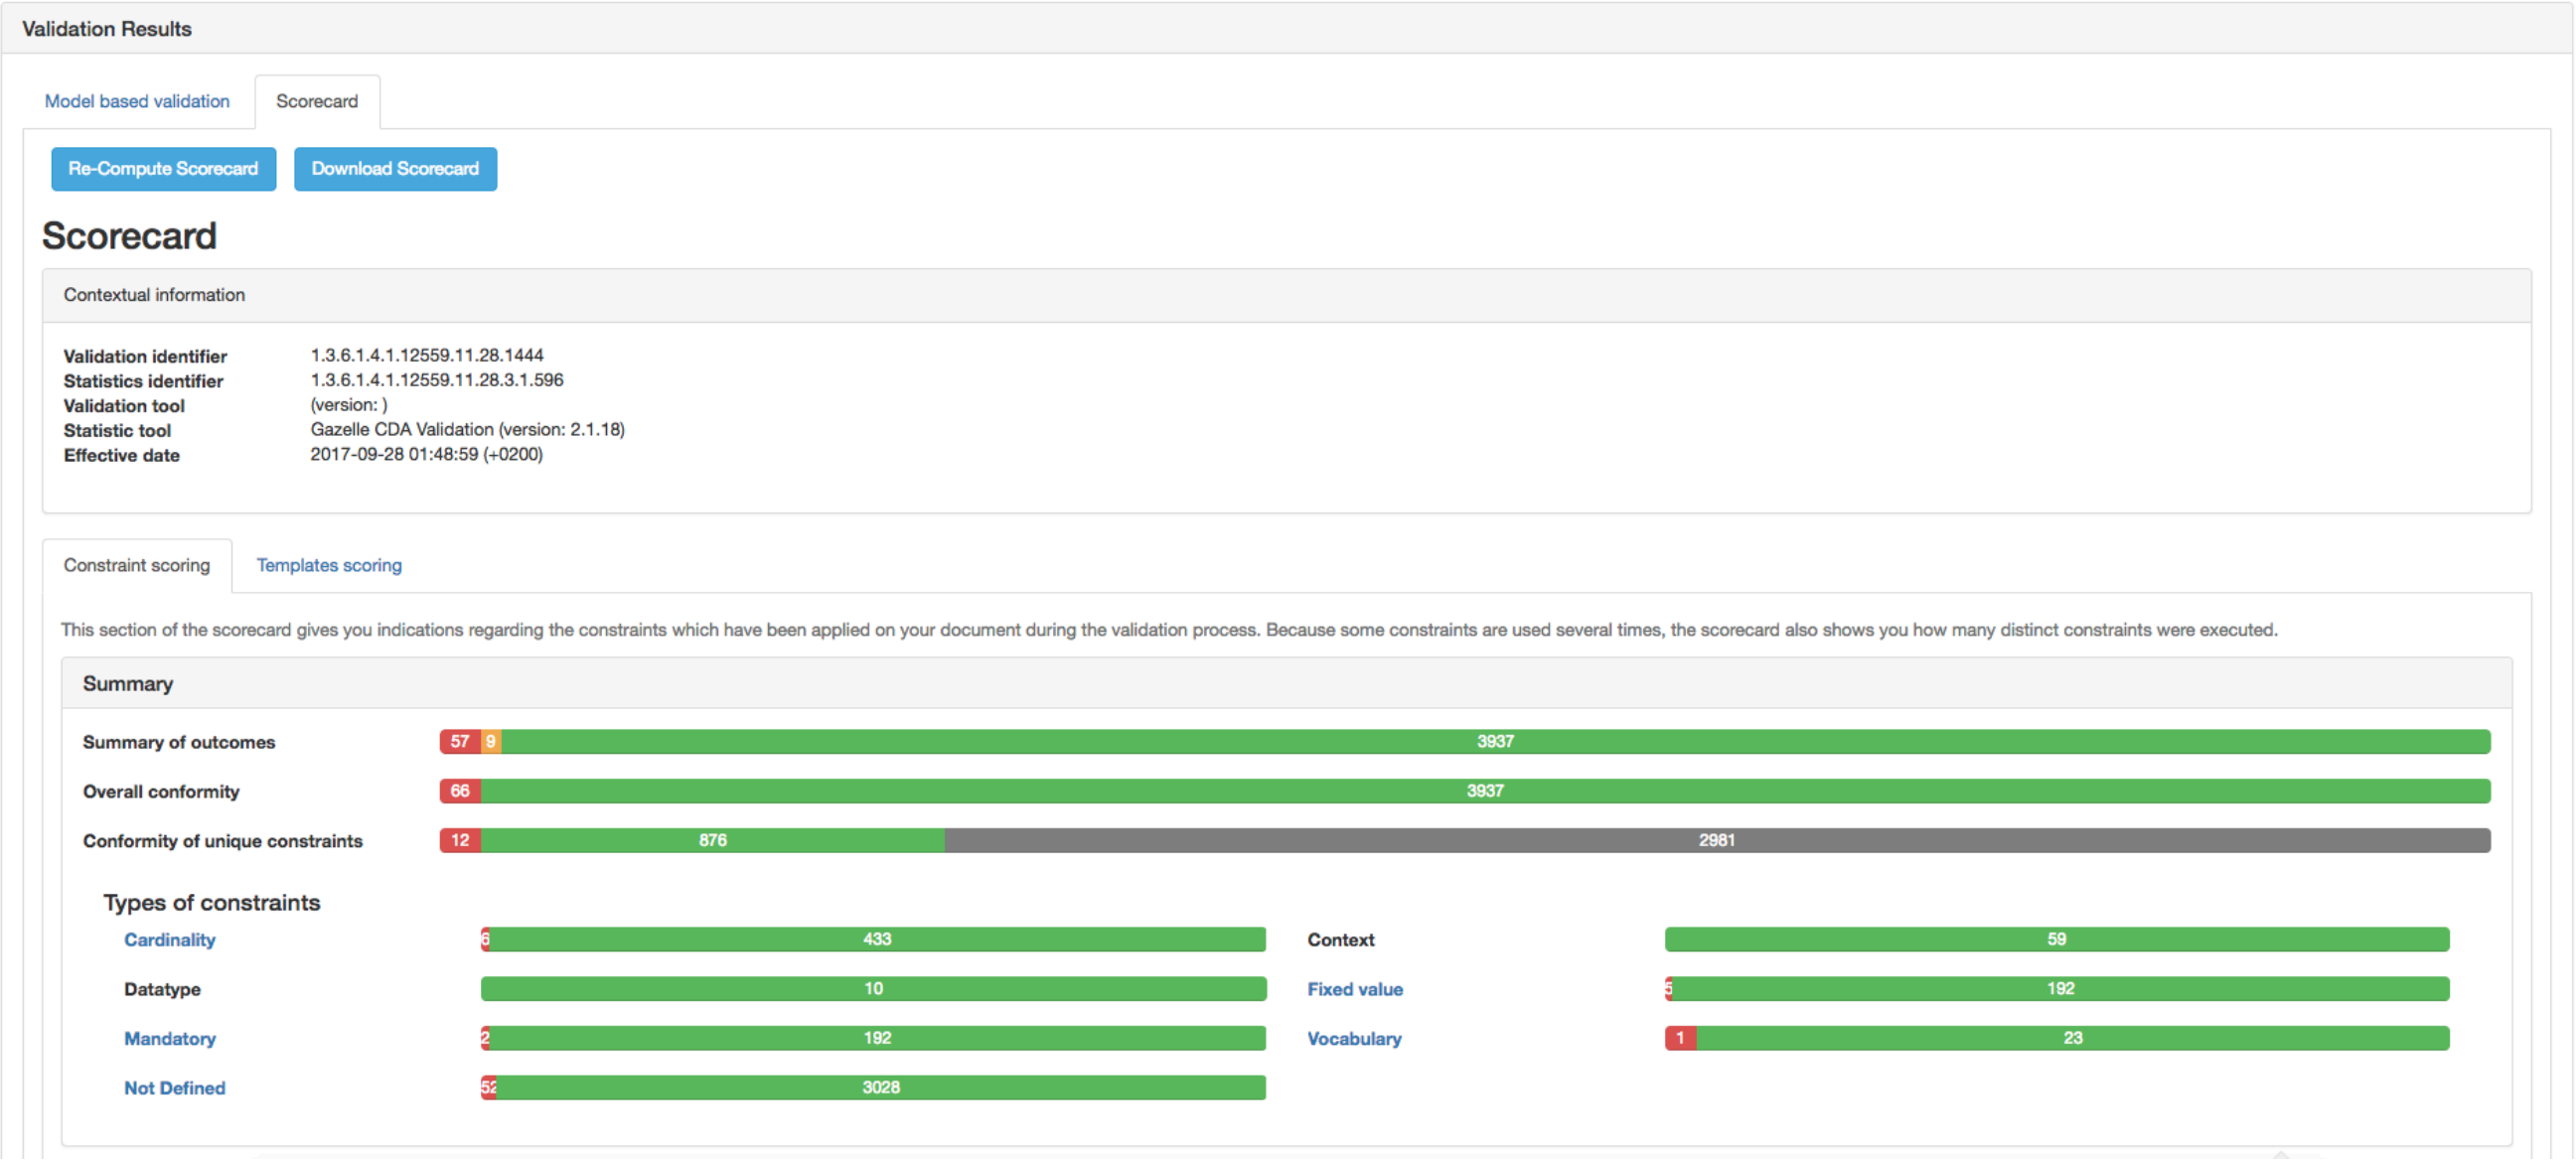 Validation Results
Model based validation Scorecard
Re-Compute Scorecard Download Scorecard
Scorecard
Contextual information
Validation identifier 1.3.6.1.4.1.12559.11.28.1444
Statistics identifier 1.3.6.1.4.1.12559.11.28.3.1.596
Validation tool (version: )
Statistic tool Gazelle CDA Validation (version: 2.1.18)
Effective date 2017-09-28 01:48:59 (+0200)
Constraint scoring Templates scoring
This section of the scorecard gives you indications regarding the constraints which have been applied on your document during the validation process. Because some constraints are used several times, the scorecard also shows you how many distinct constraints were executed.
Summary
Summary of outcomes 57 9 3937
Overall conformity 66 3937
Conformity of unique constraints 12 876 2981
Types of constraints
Cardinality 6 433 Context 59
Datatype 10 Fixed value 5 192
Mandatory 2 192 Vocabulary 1 23
Not Defined 52 3028